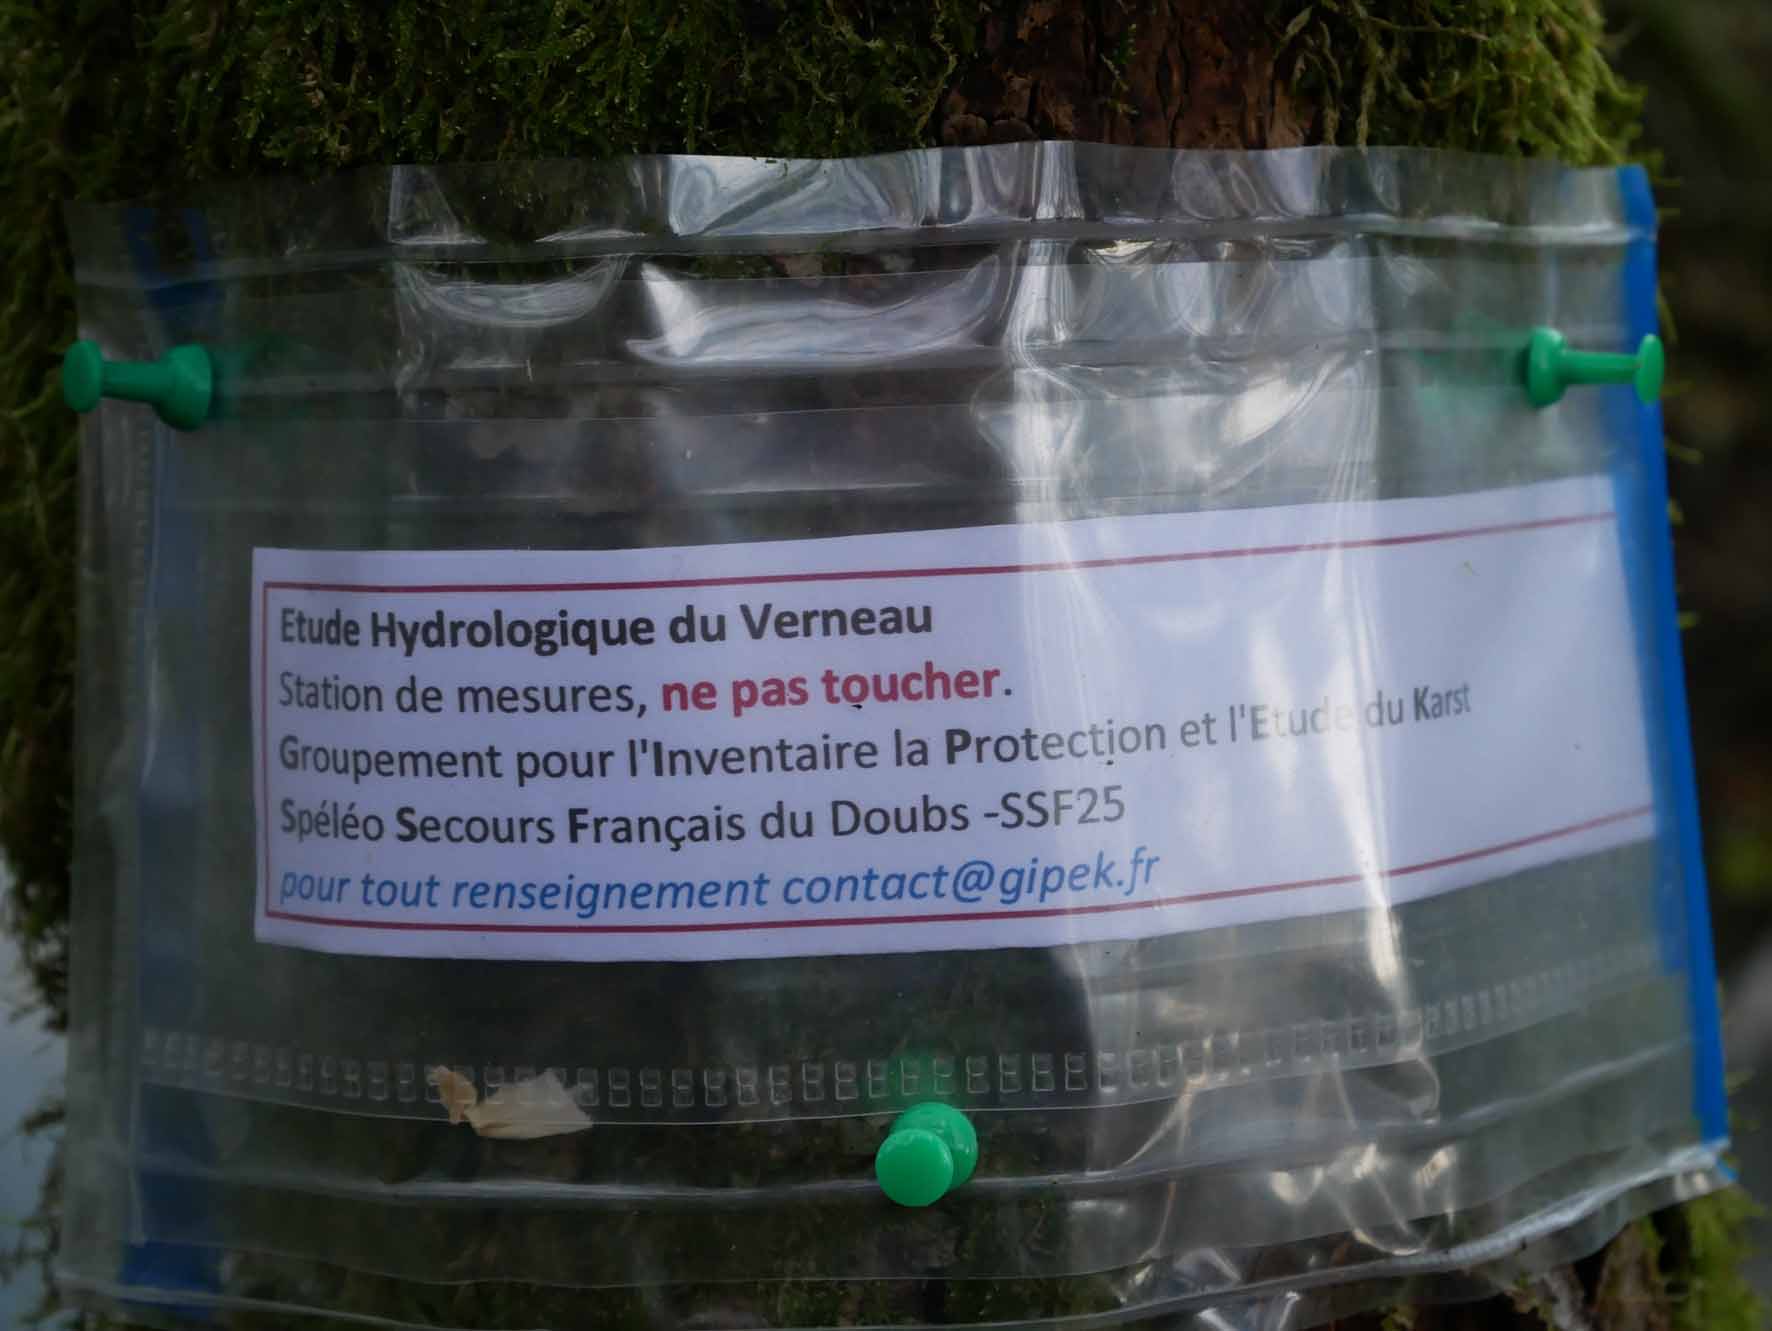 Etude Hydrologique du Verneau
Station de mesures, ne pas toucher.
Groupement pour l'Inventaire la Protection et l'Etude du Karst
Spéléo Secours Français du Doubs -SSF25
pour tout renseignement contact@gipek.fr